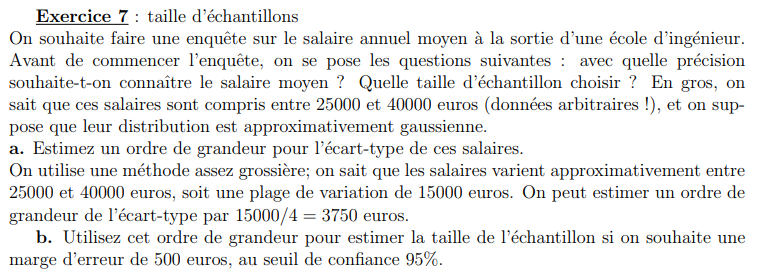 Exercice 7 : taille d'échantillons
On souhaite faire une enquête sur le salaire annuel moyen à la sortie d'une école d'ingénieur.
Avant de commencer l'enquête, on se pose les questions suivantes : avec quelle précision
souhaite-t-on connaître le salaire moyen ? Quelle taille d'échantillon choisir ? En gros, on
sait que ces salaires sont compris entre 25000 et 40000 euros (données arbitraires !), et on sup-
pose que leur distribution est approximativement gaussienne.
a. Estimez un ordre de grandeur pour l'écart-type de ces salaires.
On utilise une méthode assez grossière; on sait que les salaires varient approximativement entre
25000 et 40000 euros, soit une plage de variation de 15000 euros. On peut estimer un ordre de
grandeur de l'écart-type par 15000/4 = 3750 euros.
b. Utilisez cet ordre de grandeur pour estimer la taille de l'échantillon si on souhaite une
marge d'erreur de 500 euros, au seuil de confiance 95%.